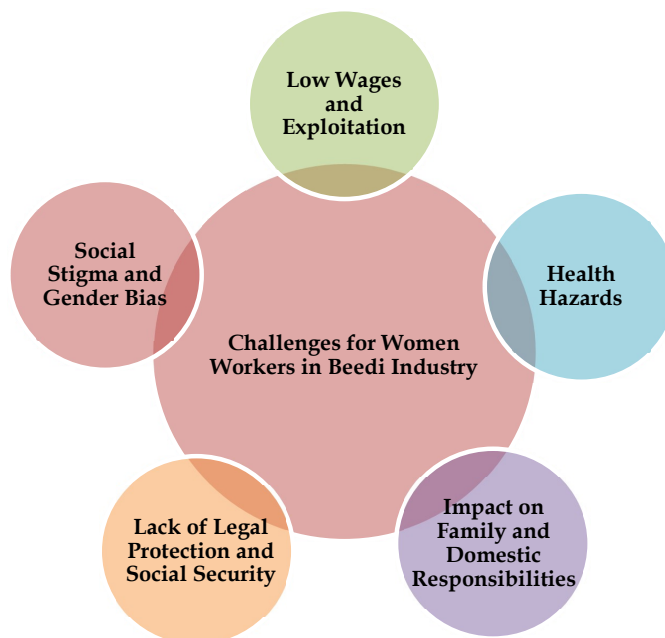 Low Wages
and
Exploitation
Social
Stigma and
Gender Bias
Health
Hazards
Challenges for Women
Workers in Beedi Industry
Lack of Legal
Protection and
Social Security
Impact on
Family and
Domestic
Responsibilities